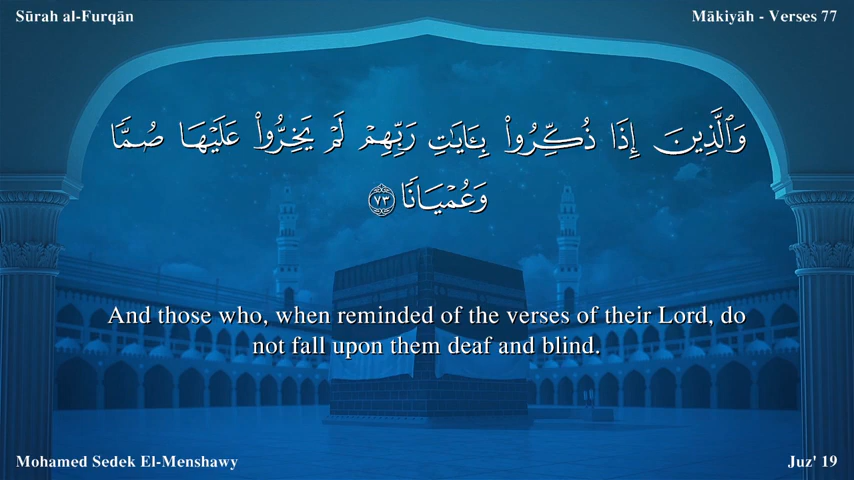 Sūrah al-Furqān
Mākiyāh - Verses 77
وَٱلَّذِينَ إِذَا ذُكِّرُوا۟ بِـَٔايَٰتِ رَبِّهِمْ لَمْ يَخِرُّوا۟ عَلَيْهَا صُمًّا
وَعُمْيَانًا ٧٣
And those who, when reminded of the verses of their Lord, do
not fall upon them deaf and blind.
Mohamed Sedek El-Menshawy
Juz' 19